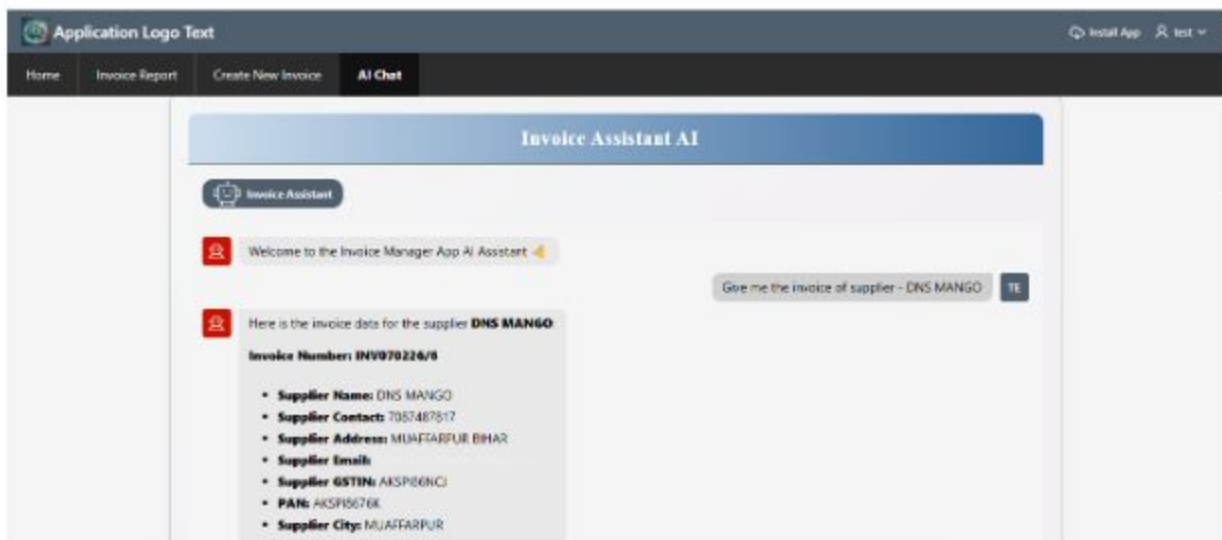 Application Logo Text
Install App test
Home Invoice Report Create New Invoice AI Chat
Invoice Assistant AI
Invoice Assistant
Welcome to the Invoice Manager App AI Assistant
Give me the invoice of supplier - DNS MANGO TE
Here is the invoice data for the supplier DNS MANGO
Invoice Number: INV070226/6
• Supplier Name: DNS MANGO
• Supplier Contact: 7087487817
• Supplier Address: MUAFFARPUR BIHAR
• Supplier Email:
• Supplier GSTIN:
• PAN:
• Supplier City: MUAFFARPUR